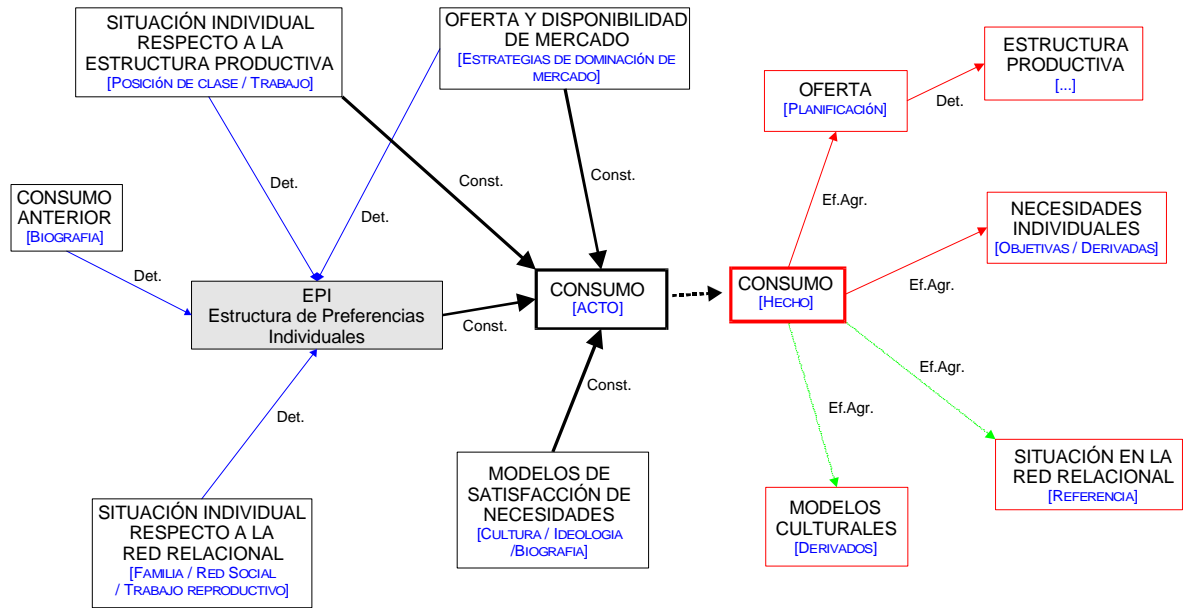 SITUACIÓN INDIVIDUAL
RESPECTO A LA
ESTRUCTURA PRODUCTIVA
[POSICIÓN DE CLASE / TRABAJO]
OFERTA Y DISPONIBILIDAD
DE MERCADO
[ESTRATEGIAS DE DOMINACIÓN DE
MERCADO]
ESTRUCTURA
PRODUCTIVA
[...]
OFERTA
[PLANIFICACIÓN]
Det.
Det.
Const.
Const.
Det.
CONSUMO
ANTERIOR
[BIOGRAFIA]
Ef.Agr.
NECESIDADES
INDIVIDUALES
[OBJETIVAS / DERIVADAS]
Det.
Ef.Agr.
EPI
Estructura de Preferencias
Individuales
Const.
CONSUMO
[ACTO]
CONSUMO
[HECHO]
Det.
Const.
Ef.Agr.
Ef.Agr.
SITUACIÓN INDIVIDUAL
RESPECTO A LA
RED RELACIONAL
[FAMILIA / RED SOCIAL
/ TRABAJO REPRODUCTIVO]
MODELOS DE
SATISFACCIÓN DE
NECESIDADES
[CULTURA / IDEOLOGIA
/BIOGRAFIA]
MODELOS
CULTURALES
[DERIVADOS]
SITUACIÓN EN LA
RED RELACIONAL
[REFERENCIA]